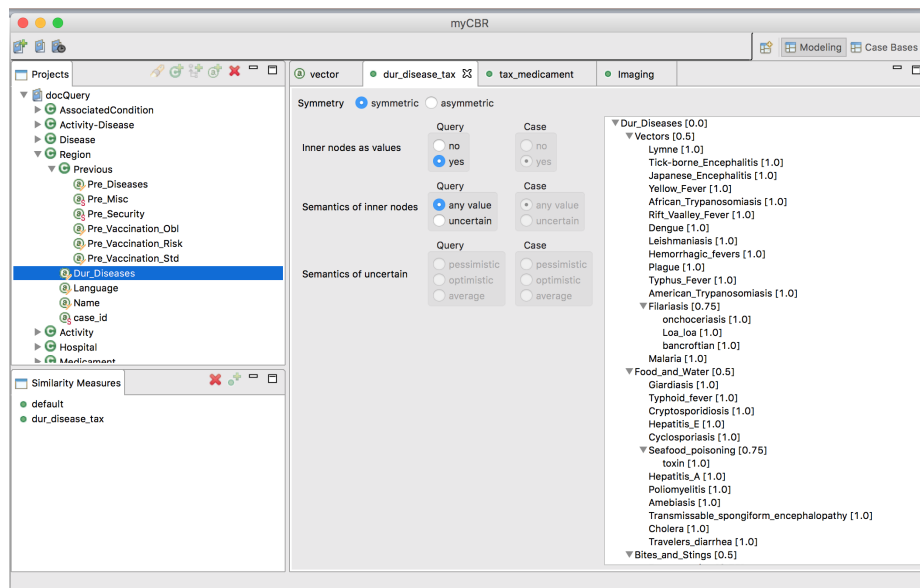 myCBR
Modeling
Case Bases
Projects
docQuery
AssociatedCondition
Activity-Disease
Disease
Region
Previous
Pre_Diseases
Pre_Misc
Pre_Security
Pre_Vaccination_Obl
Pre_Vaccination_Risk
Pre_Vaccination_Std
Dur_Diseases
Language
Name
case_id
Activity
Hospital
Medicament
Similarity Measures
default
dur_disease_tax
vector
dur_disease_tax
tax_medicament
Imaging
Symmetry symmetric asymmetric
Query Case
Inner nodes as values
no no
yes yes
Query Case
Semantics of inner nodes
any value any value
uncertain uncertain
Query Case
Semantics of uncertain
pessimistic pessimistic
optimistic optimistic
average average
Dur_Diseases [0.0]
Vectors [0.5]
Lymne [1.0]
Tick-borne_Encephalitis [1.0]
Japanese_Encephalitis [1.0]
Yellow_Fever [1.0]
African_Trypanosomiasis [1.0]
Rift_Vaalley_Fever [1.0]
Dengue [1.0]
Leishmaniasis [1.0]
Hemorrhagic_fevers [1.0]
Plague [1.0]
Typhus_Fever [1.0]
American_Trypanosomiasis [1.0]
Filariasis [0.75]
onchoceriasis [1.0]
Loa_loa [1.0]
bancroftian [1.0]
Malaria [1.0]
Food_and_Water [0.5]
Giardiasis [1.0]
Typhoid_fever [1.0]
Cryptosporidiosis [1.0]
Hepatitis_E [1.0]
Cyclosporiasis [1.0]
Seafood_poisoning [0.75]
toxin [1.0]
Hepatitis_A [1.0]
Poliomyelitis [1.0]
Amebiasis [1.0]
Transmissable_spongiform_encephalopathy [1.0]
Cholera [1.0]
Travelers_diarrhea [1.0]
Bites_and_Stings [0.5]